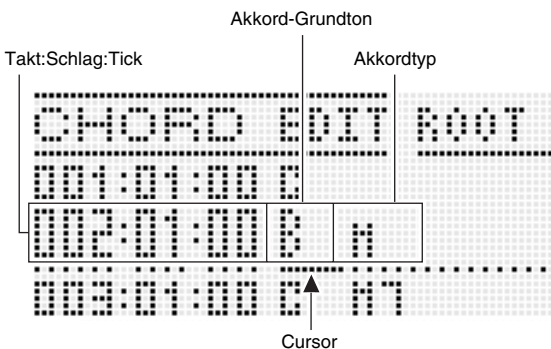 Akkord-Grundton
Takt:Schlag:Tick
Akkordtyp
CHORD EDIT ROOT
001:01:00 C
002:01:00 B m
003:01:00 C M7
Cursor